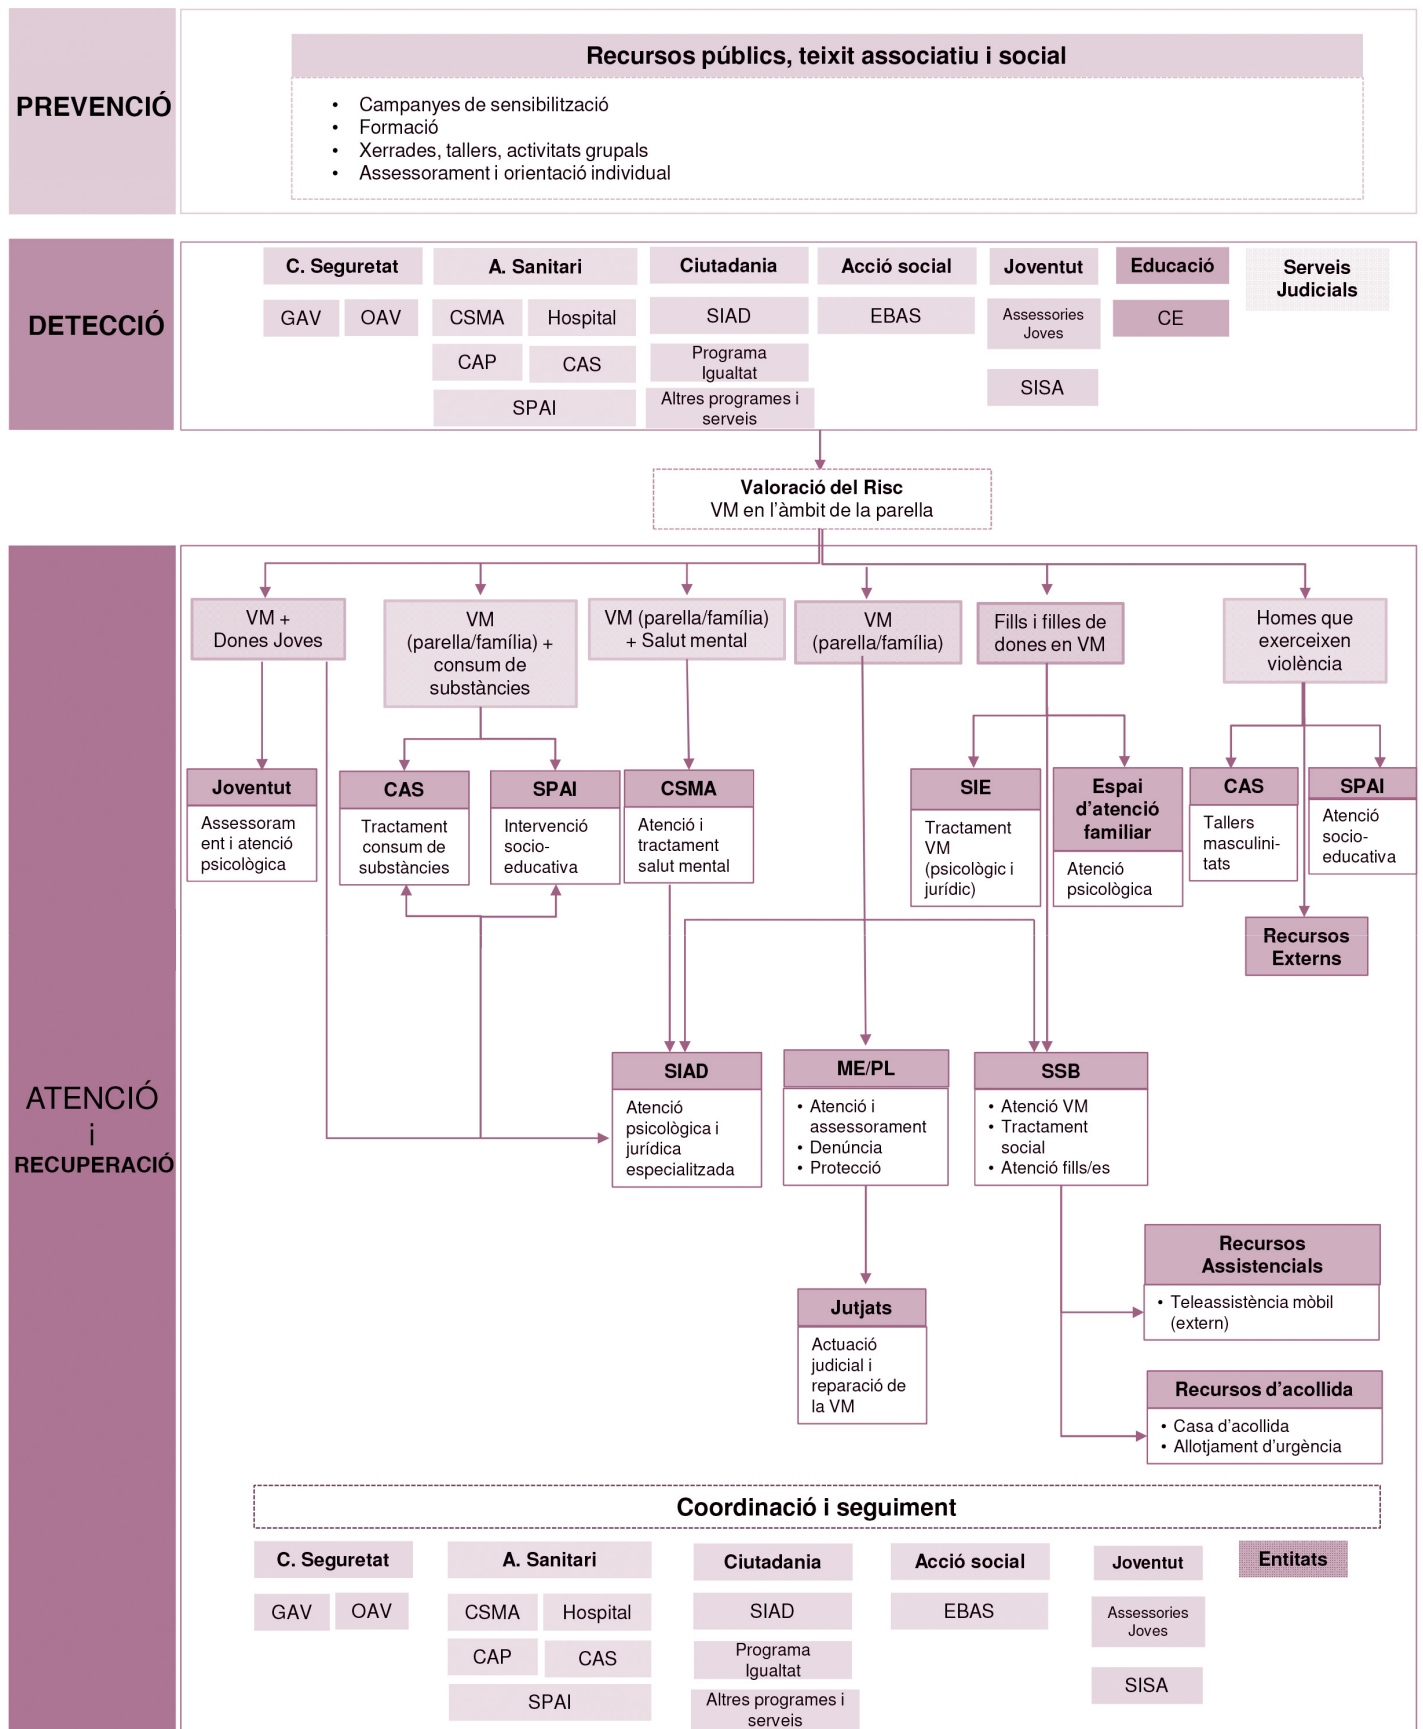 PREVENCIÓ
Recursos públics, teixit associatiu i social
• Campanyes de sensibilització
• Formació
• Xerrades, tallers, activitats grupals
• Assessorament i orientació individual
DETECCIÓ
C. Seguretat
GAV
OAV
A. Sanitari
CSMA
Hospital
CAP
CAS
SPAI
Ciutadania
SIAD
Programa
Igualtat
Altres programes i
serveis
Acció social
EBAS
Joventut
Assessories
Joves
SISA
Educació
CE
Serveis
Judicials
Valoració del Risc
VM en l’àmbit de la parella
ATENCIÓ
i
RECUPERACIÓ
VM +
Dones Joves
VM
(parella/família) +
consum de
substàncies
VM (parella/família)
+ Salut mental
VM
(parella/família)
Fills i filles de
dones en VM
Homes que
exerceixen
violència
Joventut
Assessoram
ent i atenció
psicològica
CAS
Tractament
consum de
substàncies
SPAI
Intervenció
socio-
educativa
CSMA
Atenció i
tractament
salut mental
SIE
Tractament
VM
(psicològic i
jurídic)
Espai
d’atenció
familiar
Atenció
psicològica
CAS
Tallers
masculini-
tats
SPAI
Atenció
socio-
educativa
Recursos
Externs
SIAD
Atenció
psicològica i
jurídica
especialitzada
ME/PL
• Atenció i
assessorament
• Denúncia
• Protecció
SSB
• Atenció VM
• Tractament
social
• Atenció fills/es
Jutjats
Actuació
judicial i
reparació de
la VM
Recursos
Assistencials
• Teleassistència mòbil
(extern)
Recursos d’acollida
• Casa d’acollida
• Allotjament d’urgència
Coordinació i seguiment
C. Seguretat
GAV
OAV
A. Sanitari
CSMA
Hospital
CAP
CAS
SPAI
Ciutadania
SIAD
Programa
Igualtat
Altres programes i
serveis
Acció social
EBAS
Joventut
Assessories
Joves
SISA
Entitats